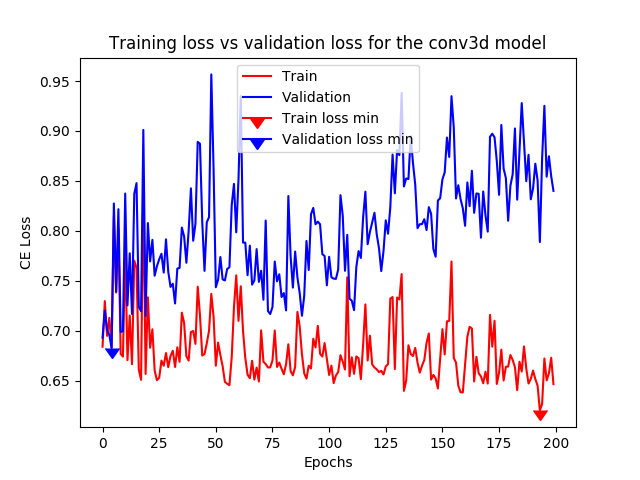 Training loss vs validation loss for the conv3d model
Train
Validation
Train loss min
Validation loss min
CE Loss
0.95
0.90
0.85
0.80
0.75
0.70
0.65
0 25 50 75 100 125 150 175 200
Epochs